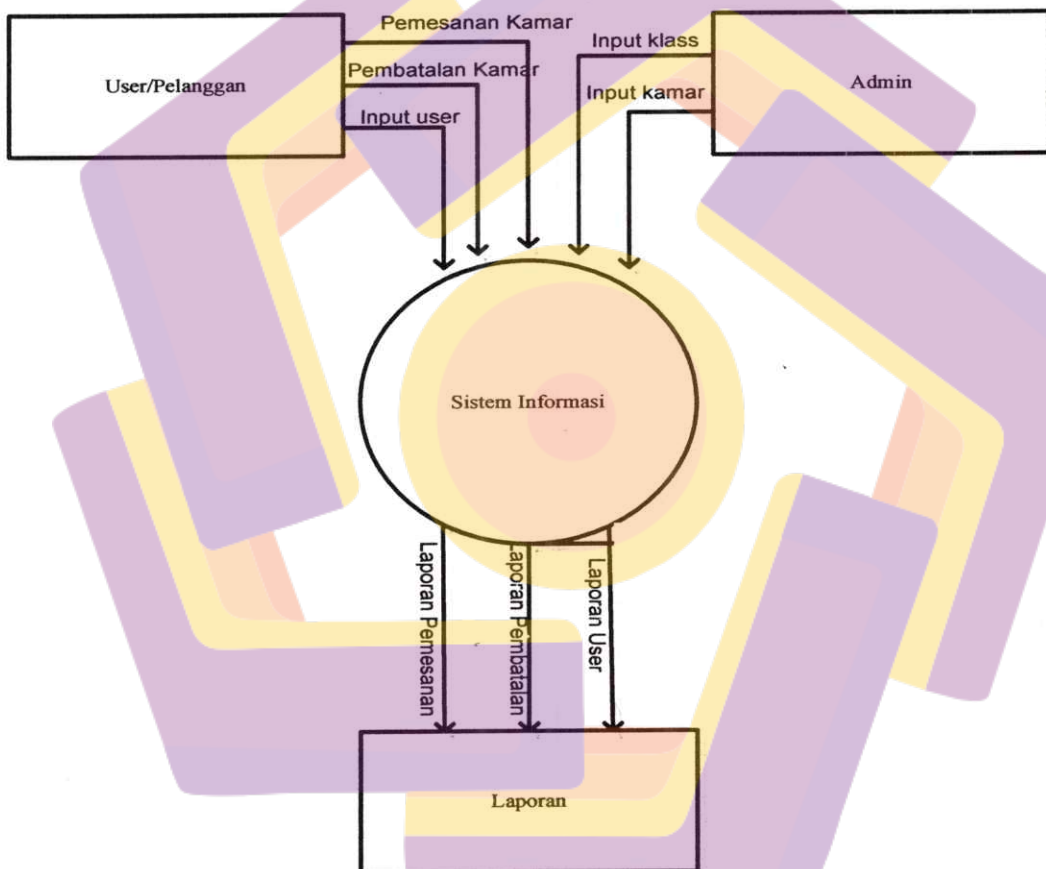 Pemesanan Kamar
Pembatalan Kamar
Input user
User/Pelanggan
Input klass
Input kamar
Admin
Sistem Informasi
Laporan Pemesanan
Laporan Pembatalan
Laporan User
Laporan